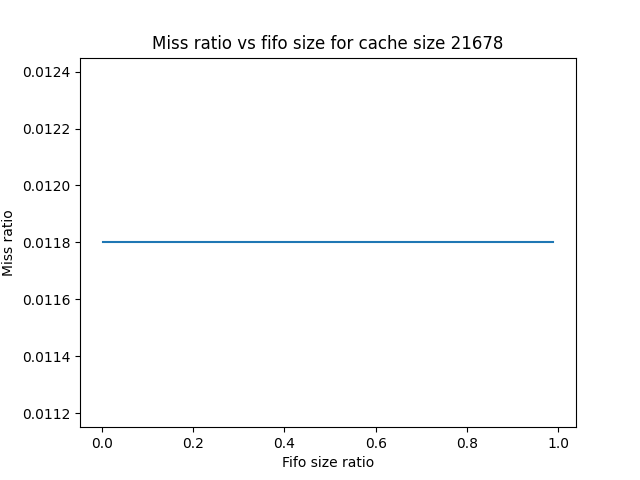 Miss ratio vs fifo size for cache size 21678
0.0124
0.0122
0.0120
0.0118
0.0116
0.0114
0.0112
Miss ratio
0.0 0.2 0.4 0.6 0.8 1.0
Fifo size ratio